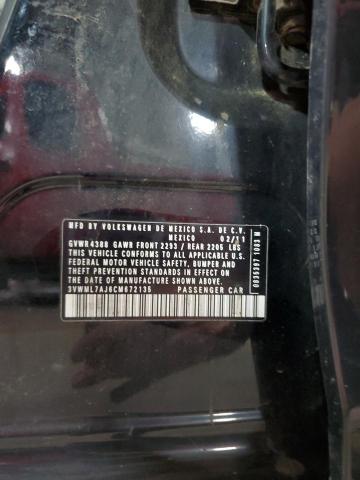 MFD BY VOLKSWAGEN DE MEXICO S.A. DE C.V.
MEXICO 02/11
GVWR 4388 GAWR FRONT 2293 / REAR 2205 LBS
THIS VEHICLE CONFORMS TO ALL APPLICABLE U.S.
FEDERAL MOTOR VEHICLE SAFETY, BUMPER AND
THEFT PREVENTION STANDARDS IN EFFECT ON
THE DATE OF MANUFACTURE SHOWN ABOVE.
3VWWL7AJ6CM672135 PASSENGER CAR